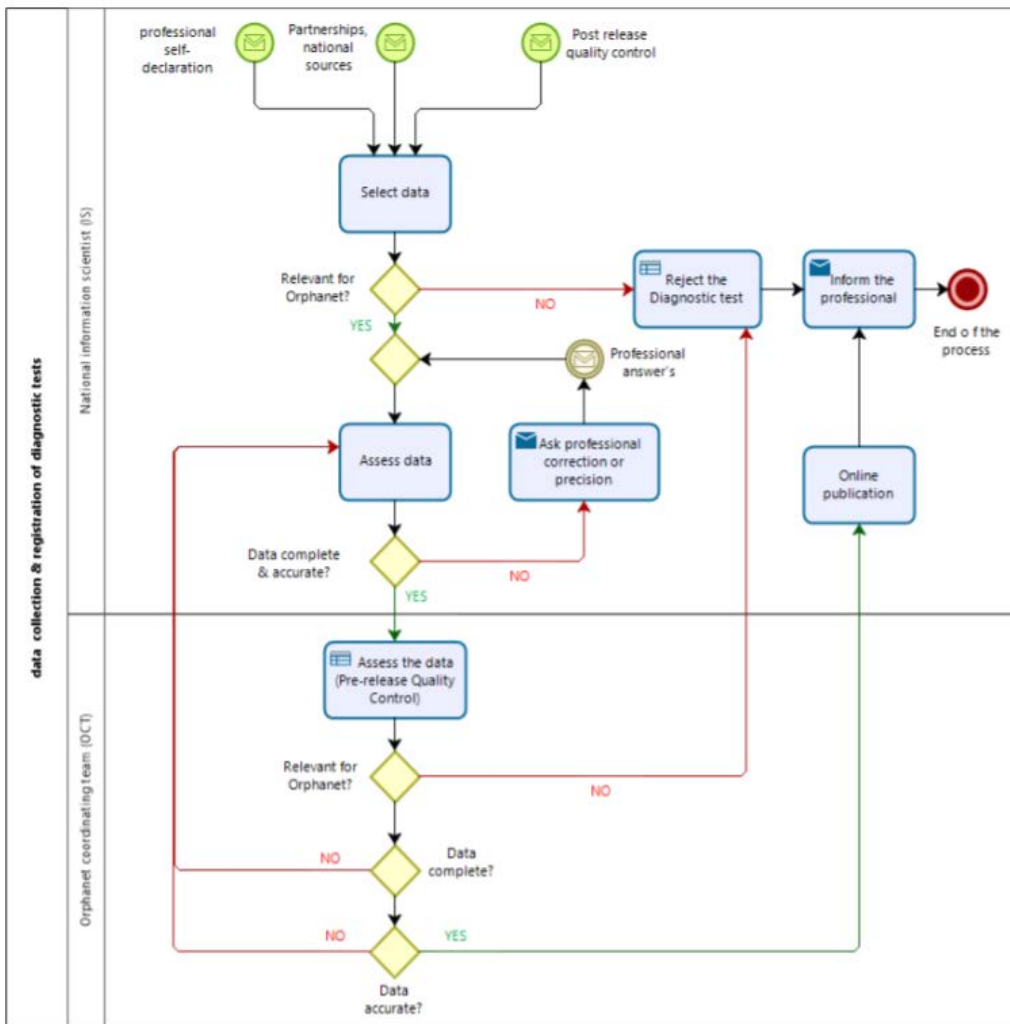 data collection & registration of diagnostic tests
National information scientist (IS)
professional
self-
declaration
Partnerships,
national
sources
Post release
quality control
Select data
Relevant for
Orphanet?
NO
YES
Reject the
Diagnostic test
Inform the
professional
End o f the
process
Professional
answer's
Assess data
Ask professional
correction or
precision
Online
publication
Data complete
& accurate?
NO
YES
Orphanet coordinating team (OCT)
Assess the data
(Pre-release Quality
Control)
Relevant for
Orphanet?
NO
NO
Data
complete?
NO
YES
Data
accurate?